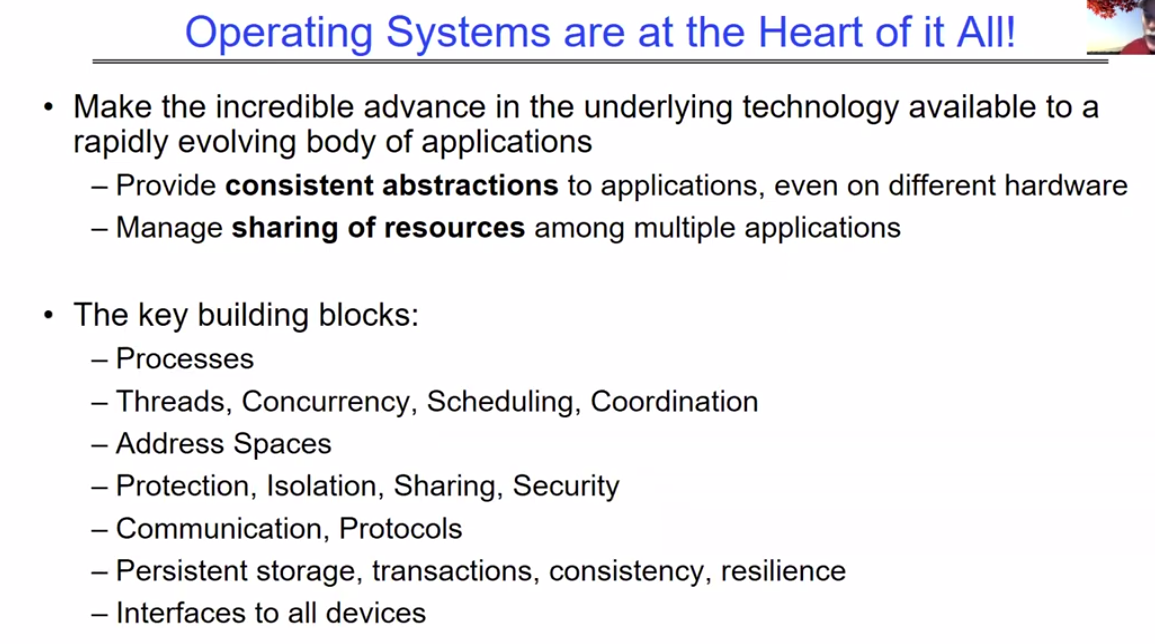 Operating Systems are at the Heart of it All!
• Make the incredible advance in the underlying technology available to a
rapidly evolving body of applications
– Provide consistent abstractions to applications, even on different hardware
– Manage sharing of resources among multiple applications
• The key building blocks:
– Processes
– Threads, Concurrency, Scheduling, Coordination
– Address Spaces
– Protection, Isolation, Sharing, Security
– Communication, Protocols
– Persistent storage, transactions, consistency, resilience
– Interfaces to all devices